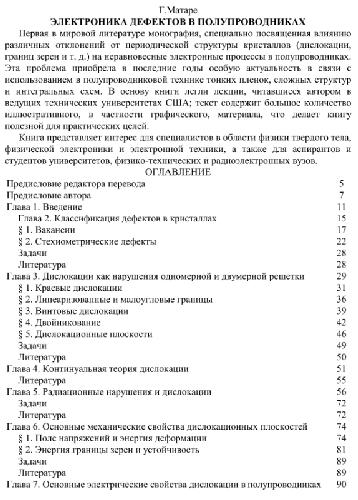 Г.Матаре
ЭЛЕКТРОНИКА ДЕФЕКТОВ В ПОЛУПРОВОДНИКАХ
Первая в мировой литературе монография, специально посвященная влиянию
различных отклонений от периодической структуры кристаллов (дислокации,
границ зерен и т. д.) на неравновесные электронные процессы в полупроводниках.
Эта проблема приобрела в последние годы особую актуальность в связи с
использованием в полупроводниковой технике тонких пленок, сложных структур
и интегральных схем. В основу книги легли лекции, читавшиеся автором в
ведущих технических университетах США; текст содержит большое количество
иллюстративного, в частности графического, материала, что делает книгу
полезной для практических целей.
Книга представляет интерес для специалистов в области физики твердого тела,
физической электроники и электронной техники, а также для аспирантов и
студентов университетов, физико-технических и радиоэлектронных вузов.
ОГЛАВЛЕНИЕ
Предисловие редактора перевода 5
Предисловие автора 7
Глава 1. Введение 11
Глава 2. Классификация дефектов в кристаллах 15
§ 1. Вакансии 17
§ 2. Стехиометрические дефекты 22
Задачи 28
Литература 28
Глава 3. Дислокации как нарушения одномерной и двумерной решетки 29
§ 1. Краевые дислокации 31
§ 2. Линеаризованные и малоугловые границы 36
§ 3. Винтовые дислокации 39
§ 4. Двойникование 42
§ 5. Дислокационные плоскости 46
Задачи 49
Литература 50
Глава 4. Континуальная теория дислокации 51
Литература 55
Глава 5. Радиационные нарушения и дислокации 56
Задачи 72
Литература 72
Глава 6. Основные механические свойства дислокационных плоскостей 74
§ 1. Поле напряжений и энергия деформации 74
§ 2. Энергия границы зерен и устойчивость 81
Задачи 89
Литература 89
Глава 7. Основные электрические свойства дислокации в полупроводниках 90